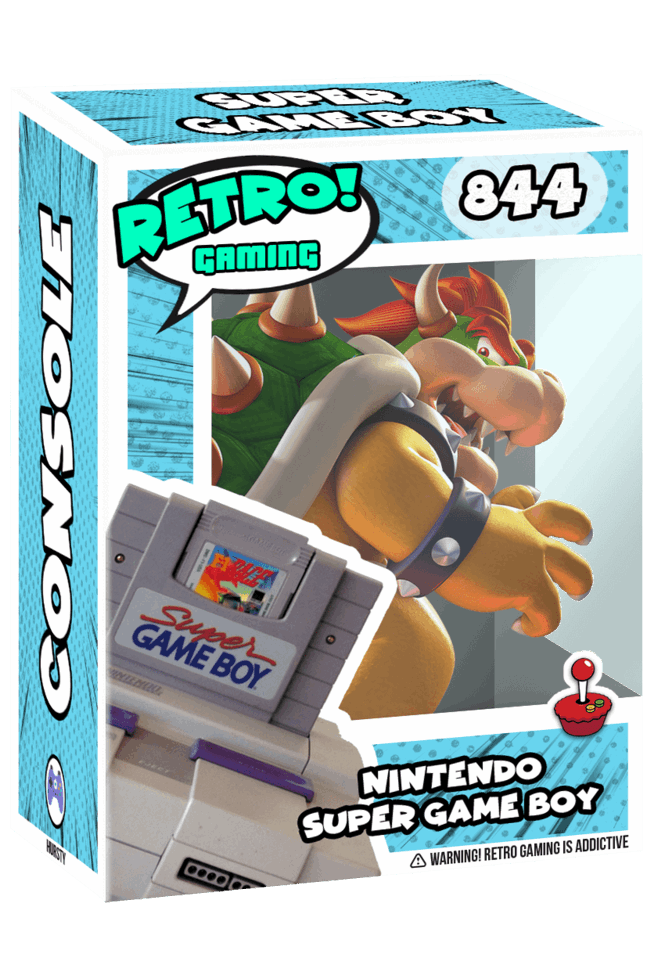 SUPER
GAME BOY
RETRO!
GAMING
844
CONSOLE
Super
GAME BOY
NINTENDO
SUPER GAME BOY
WARNING! RETRO GAMING IS ADDICTIVE
HURSTY